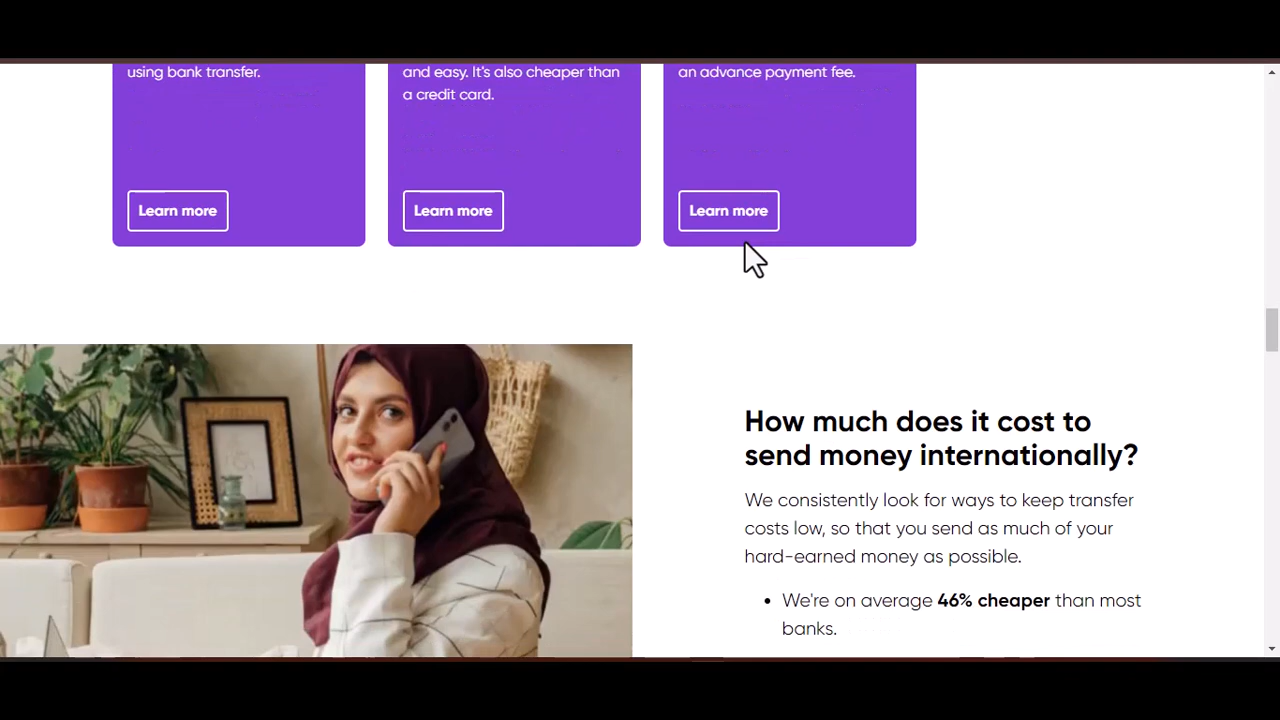 using bank transfer.
and easy. It's also cheaper than
a credit card.
an advance payment fee.
Learn more
Learn more
Learn more
How much does it cost to
send money internationally?
We consistently look for ways to keep transfer
costs low, so that you send as much of your
hard-earned money as possible.
• We're on average 46% cheaper than most
banks.